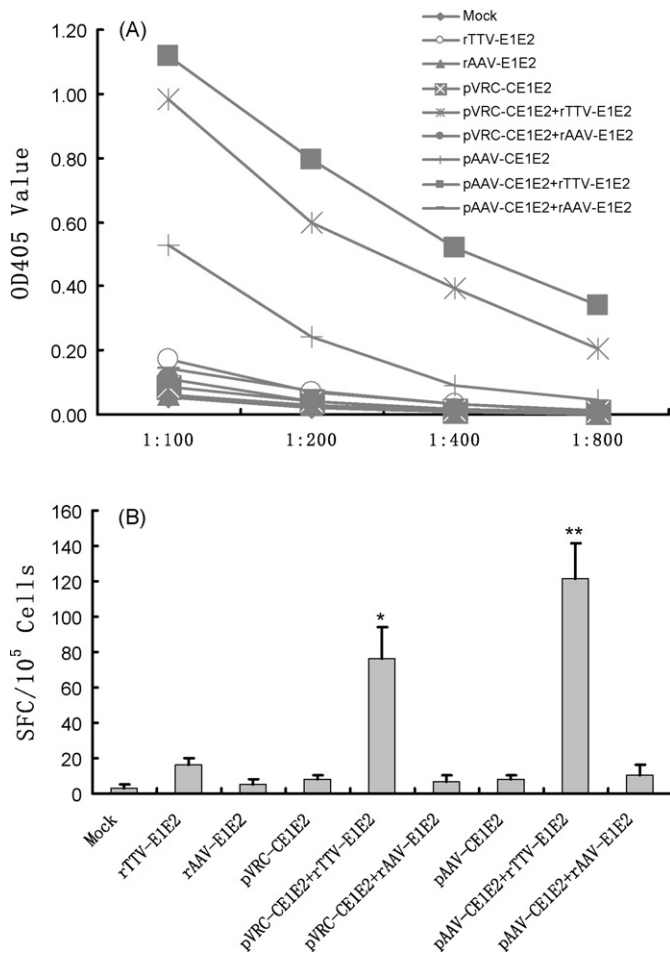 (A)
Mock
rTTV-E1E2
rAAV-E1E2
pVRC-CE1E2
pVRC-CE1E2+rTTV-E1E2
pVRC-CE1E2+rAAV-E1E2
pAAV-CE1E2
pAAV-CE1E2+rTTV-E1E2
pAAV-CE1E2+rAAV-E1E2
OD405 Value
1.20
1.00
0.80
0.60
0.40
0.20
0.00
1:100 1:200 1:400 1:800
(B)
SFC/10⁵ Cells
160
140
120
100
80
60
40
20
0
*
**
Mock
rTTV-E1E2
rAAV-E1E2
pVRC-CE1E2
pVRC-CE1E2+rTTV-E1E2
pVRC-CE1E2+rAAV-E1E2
pAAV-CE1E2
pAAV-CE1E2+rTTV-E1E2
pAAV-CE1E2+rAAV-E1E2